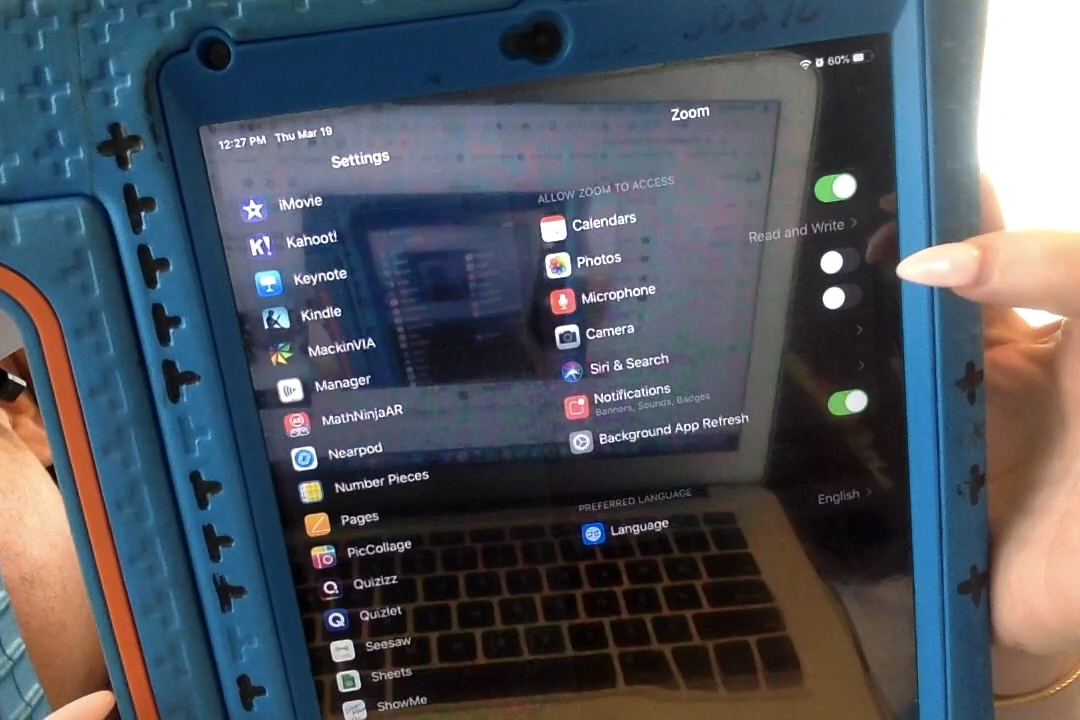 60%
12:27 PM Thu Mar 19
Settings
Zoom
iMovie
Kahoot!
Keynote
Kindle
MackinVIA
Manager
MathNinjaAR
Nearpod
Number Pieces
Pages
PicCollage
Quizizz
Quizlet
Seesaw
Sheets
ShowMe
ALLOW ZOOM TO ACCESS
Calendars
Photos
Read and Write
Microphone
Camera
Siri & Search
Notifications
Banners, Sounds, Badges
Background App Refresh
PREFERRED LANGUAGE
Language
English